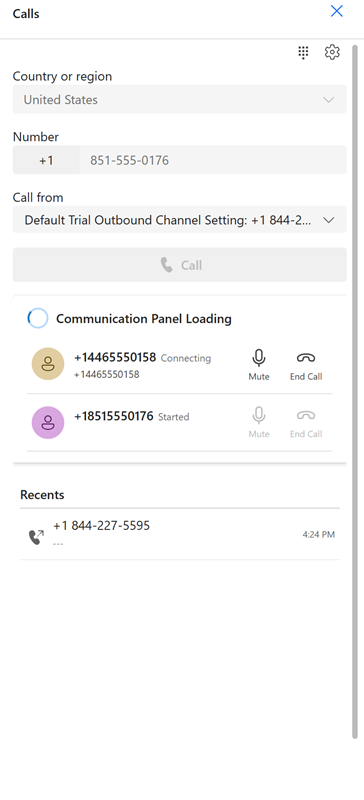 Calls
Country or region
United States
Number
+1 851-555-0176
Call from
Default Trial Outbound Channel Setting: +1 844-2...
Call
Communication Panel Loading
+14465550158 Connecting
+14465550158
Mute End Call
+18515550176 Started
Mute End Call
Recents
+1 844-227-5595
---
4:24 PM